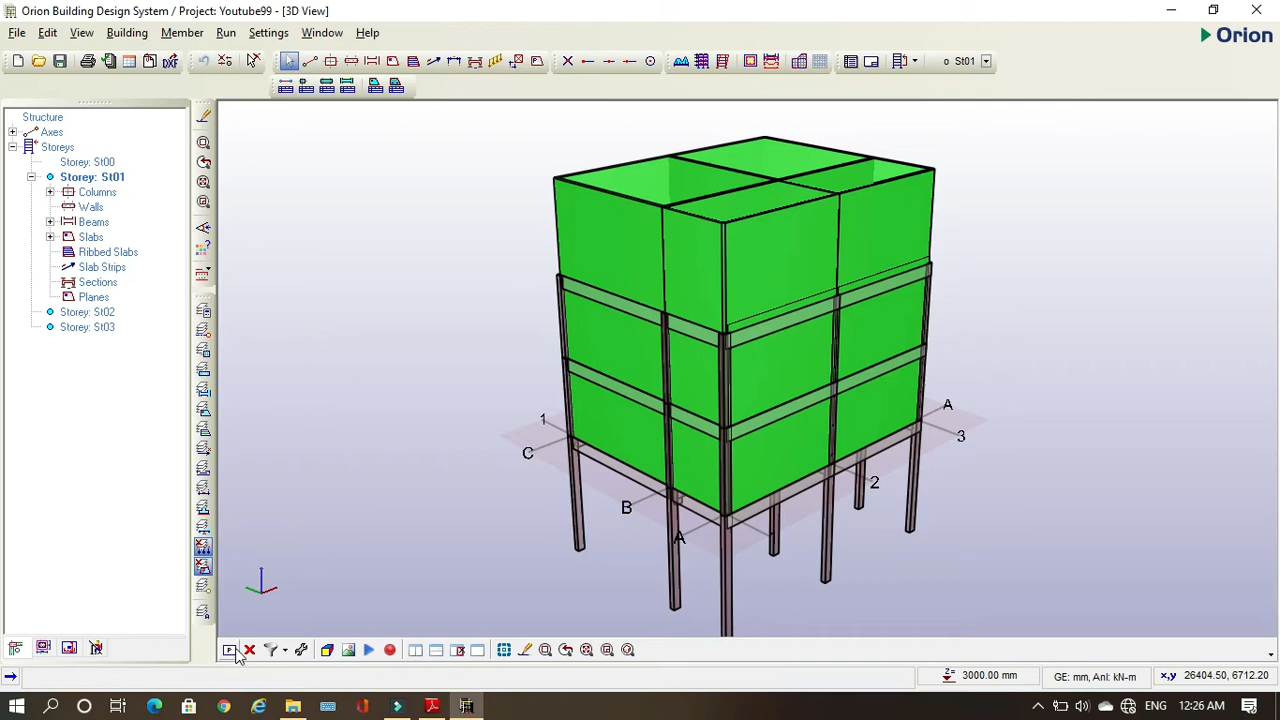 Orion Building Design System / Project: Youtube99 - [3D View]
File Edit View Building Member Run Settings Window Help
Orion
DXF
o St01
Structure
Axes
Storeys
Storey: St00
Storey: St01
Columns
Walls
Beams
Slabs
Ribbed Slabs
Slab Strips
Sections
Planes
Storey: St02
Storey: St03
1
C
B
A
2
3
A
P
Z=
3000.00 mm
GE: mm, Anl: kN-m
x,y 26404.50, 6712.20
ENG 12:26 AM